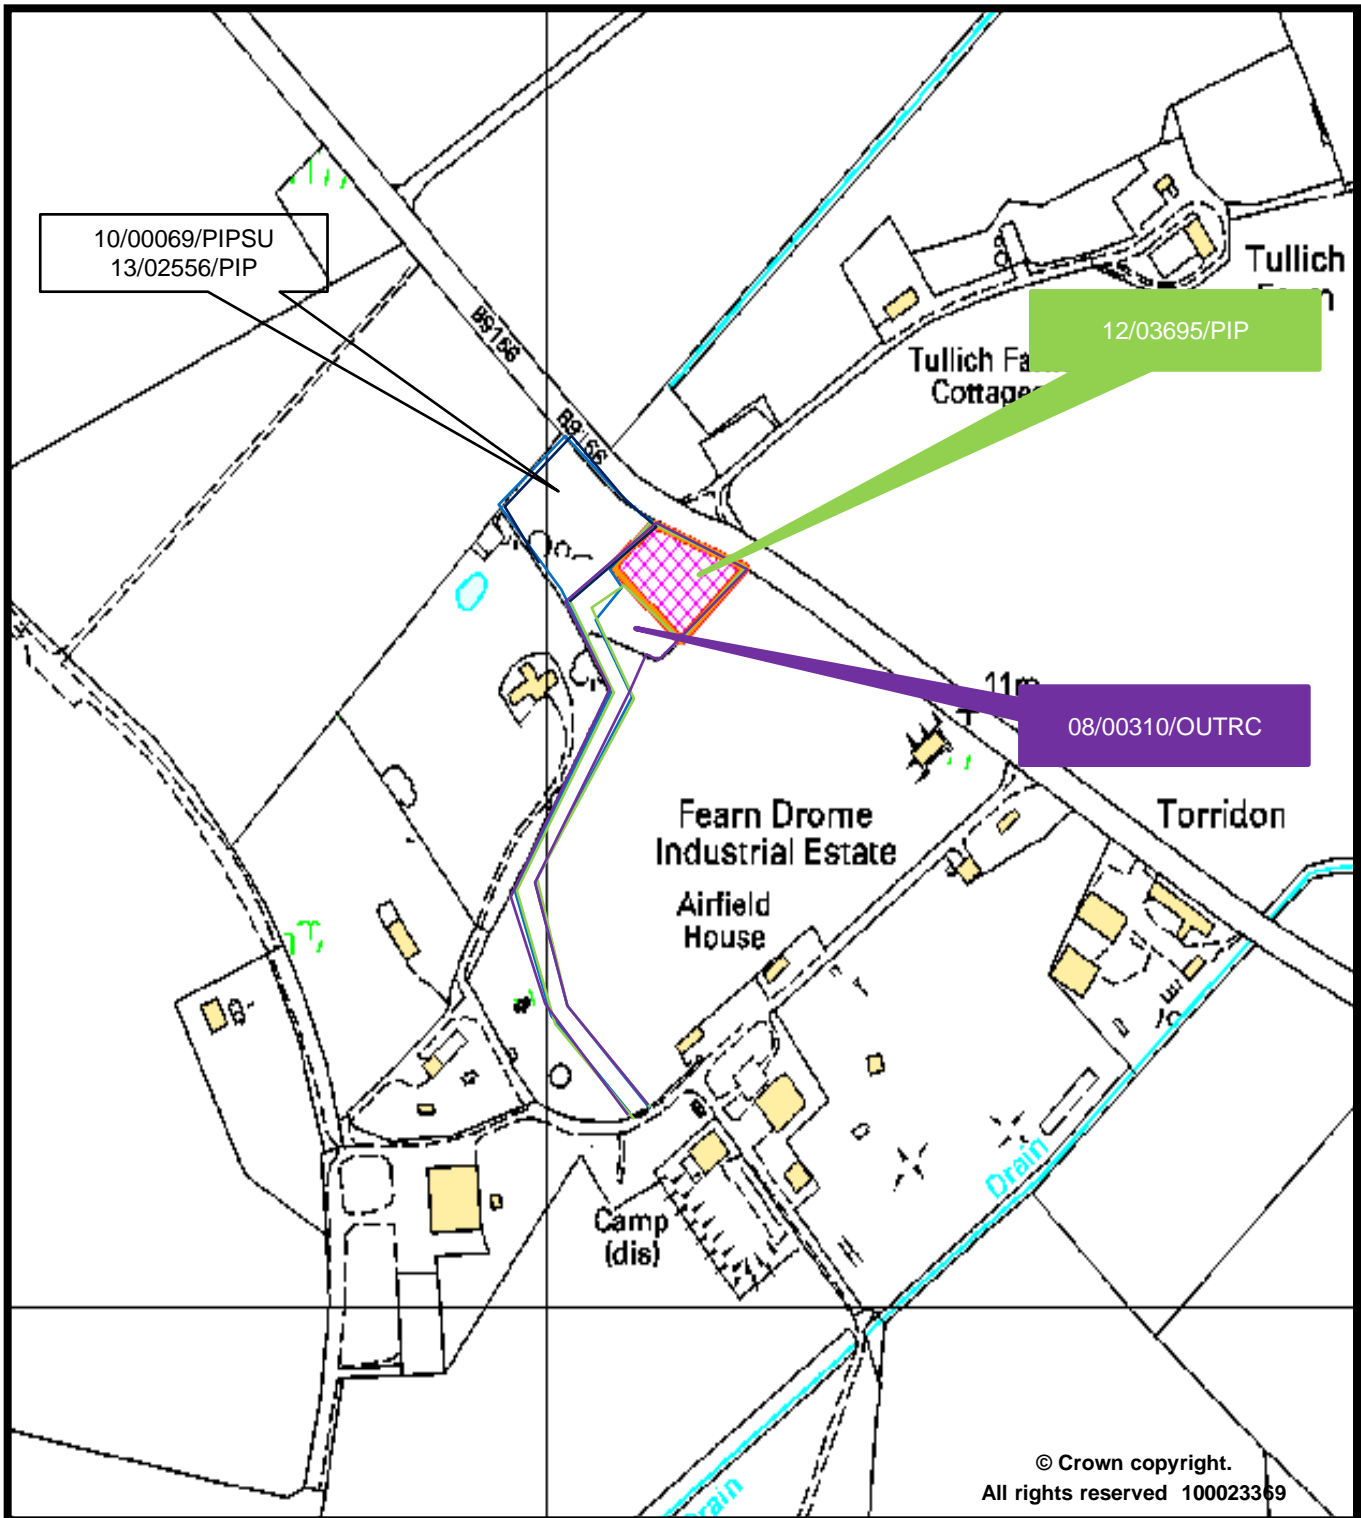 10/00069/PIPSU
13/02556/PIP
B9166
B9166
Tullich
12/03695/PIP
Tullich
Cottage
11m
08/00310/OUTRC
Fearn Drome
Industrial Estate
Torridon
Airfield
House
Drain
Camp
(dis)
Drain
© Crown copyright.
All rights reserved 100023369